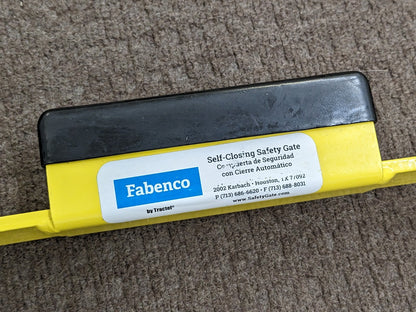 Fabenco
by Tractel®
Self-Closing Safety Gate
Compuerta de Seguridad
con Cierre Automático
2002 Karbach • Houston, TX 77092
P (713) 686-6620 • F (713) 688-8031
www.SafetyGate.com